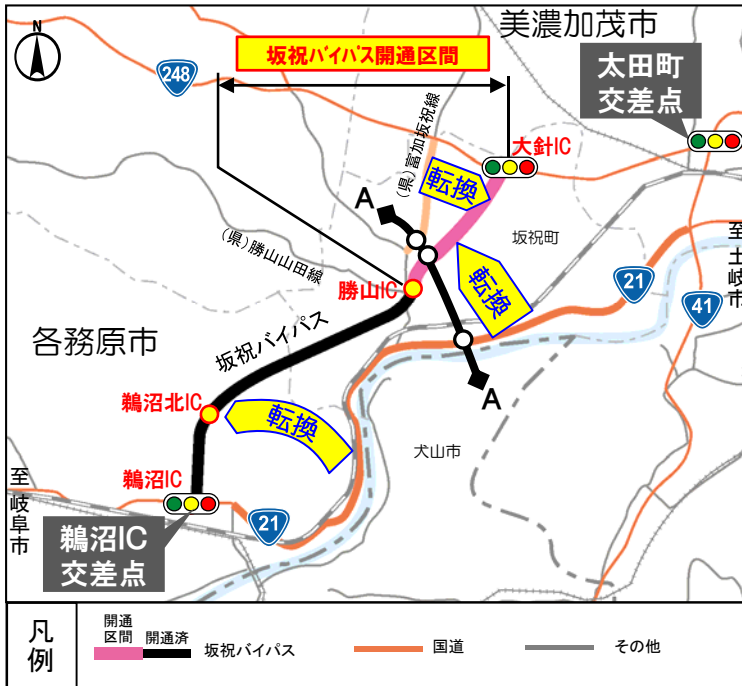 N
美濃加茂市
坂祝バイパス開通区間
248
太田町
交差点
(県)富加坂祝線
大針IC
転換
A
坂祝町
(県)勝山山田線
至土岐市
勝山IC
転換
21
41
各務原市
坂祝バイパス
A
鵜沼北IC
転換
犬山市
鵜沼IC
至岐阜市
21
鵜沼IC
交差点
凡例
開通
区間
開通済
坂祝バイパス
国道
その他